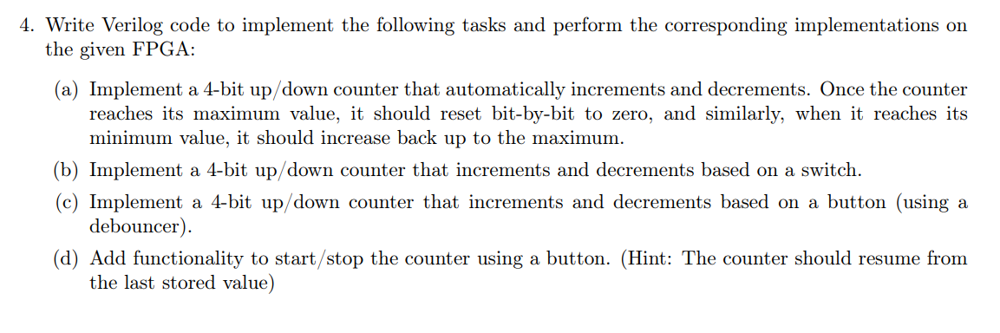 4. Write Verilog code to implement the following tasks and perform the corresponding implementations on
the given FPGA:
(a) Implement a 4-bit up/down counter that automatically increments and decrements. Once the counter
reaches its maximum value, it should reset bit-by-bit to zero, and similarly, when it reaches its
minimum value, it should increase back up to the maximum.
(b) Implement a 4-bit up/down counter that increments and decrements based on a switch.
(c) Implement a 4-bit up/down counter that increments and decrements based on a button (using a
debouncer).
(d) Add functionality to start/stop the counter using a button. (Hint: The counter should resume from
the last stored value)